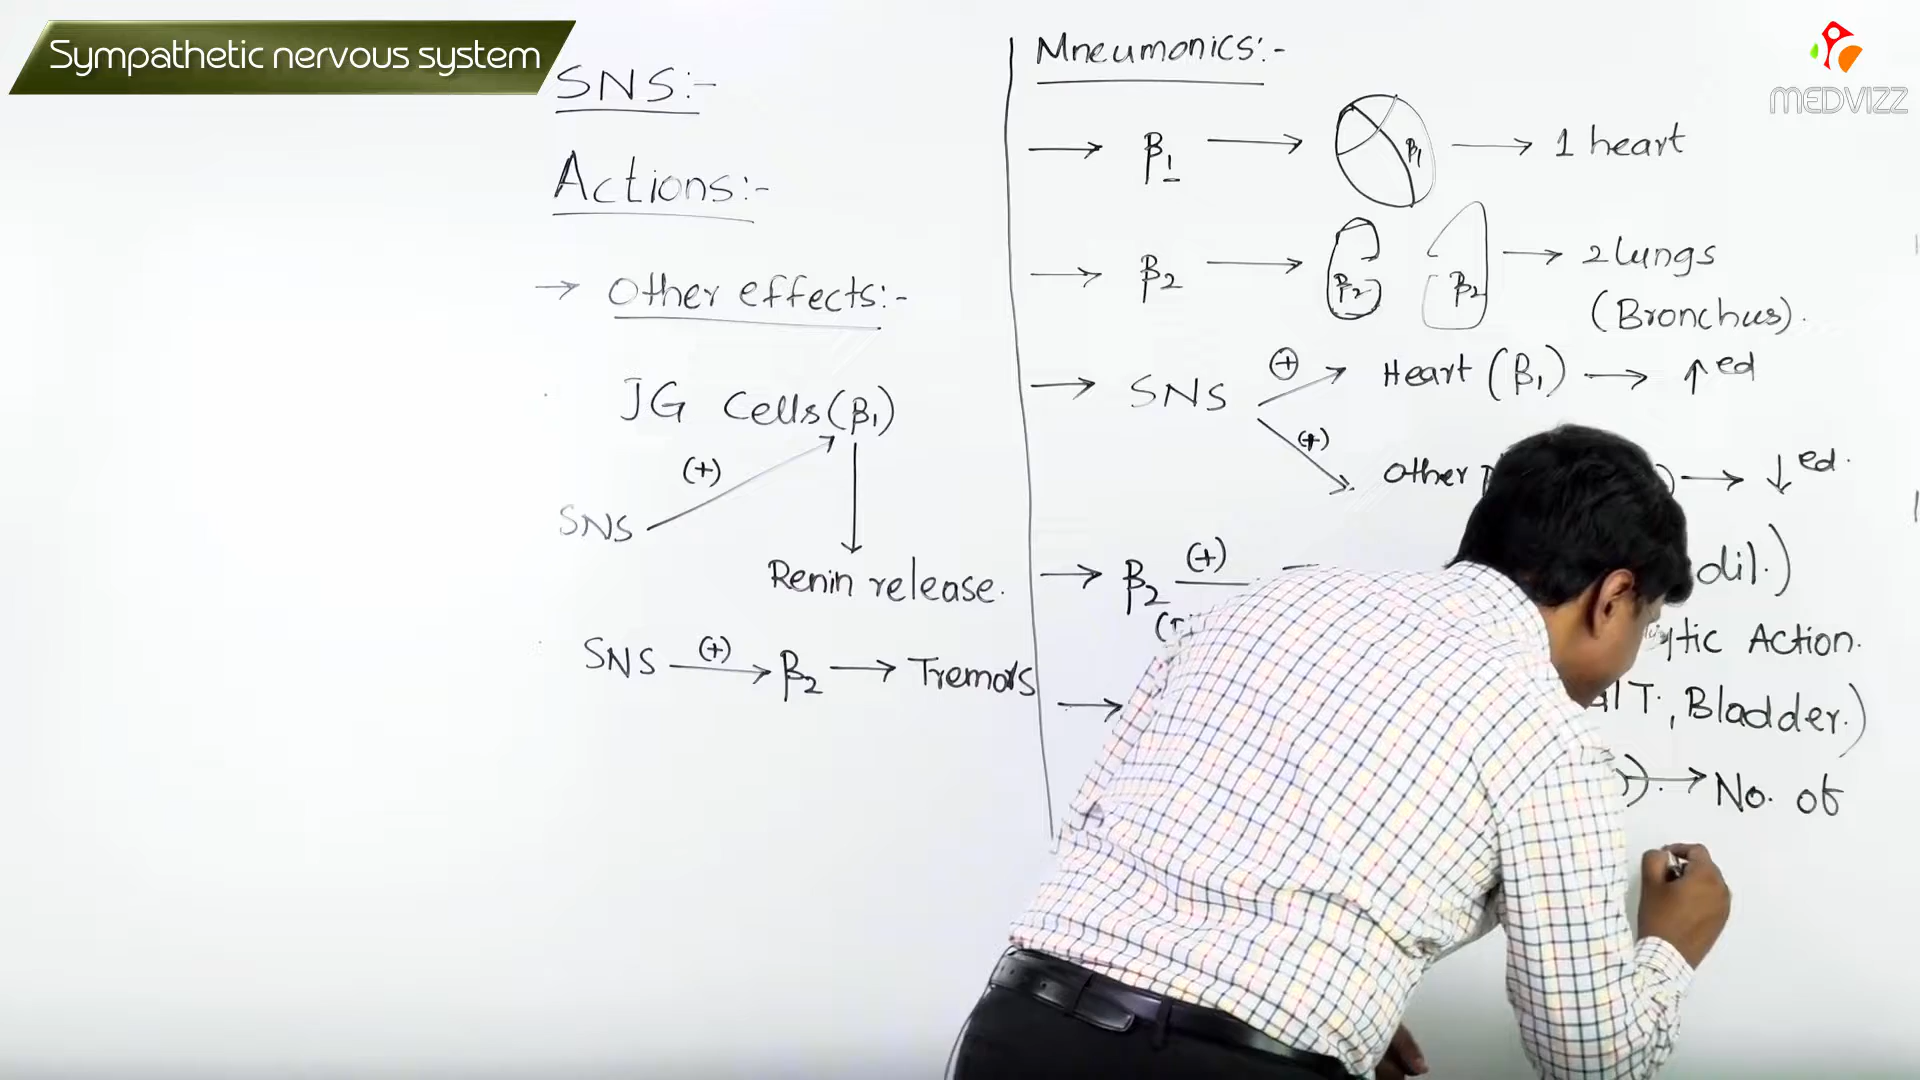 Sympathetic nervous system
MEDVIZZ
SNS:-
Actions:-
→ Other effects:-
JG Cells (β1)
(+)
SNS
Renin release.
SNS (+) → β2 → Tremors
Mneumonics:-
→ β1 → β1 → 1 heart
→ β2 → β2 β2 → 2 lungs
(Bronchus).
→ SNS (+) Heart (β1) → ↑ed
(+) Other → ↓ed.
→ β2 (+) dil.)
Action.
, Bladder.)
→ No. of